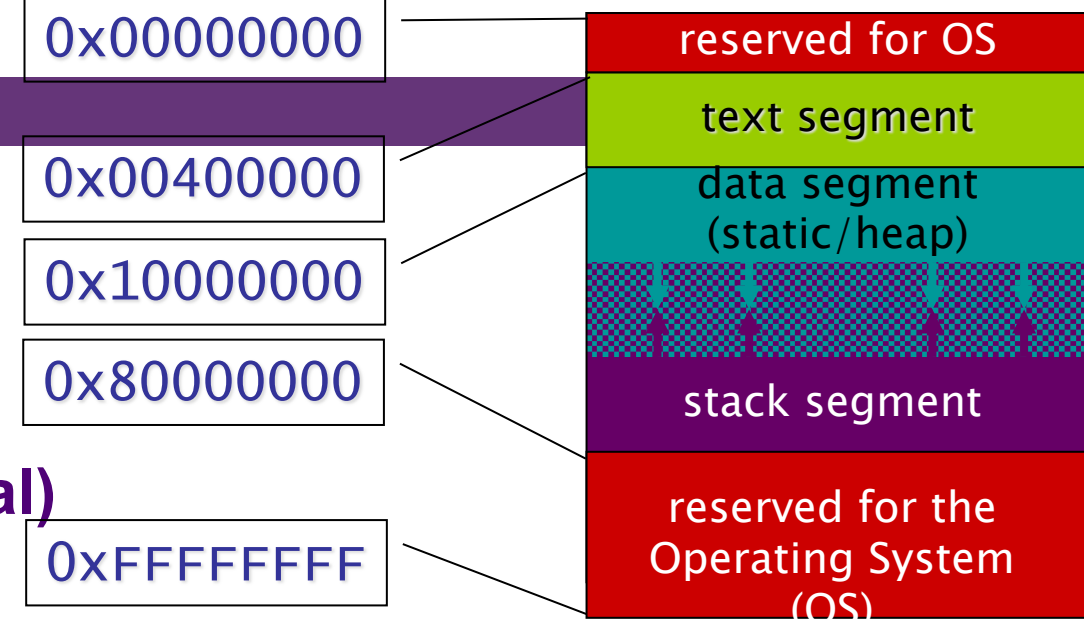 0x00000000
reserved for OS
text segment
0x00400000
data segment
(static/heap)
0x10000000
0x80000000
stack segment
al)
reserved for the
Operating System
(OS)
0xFFFFFFFF